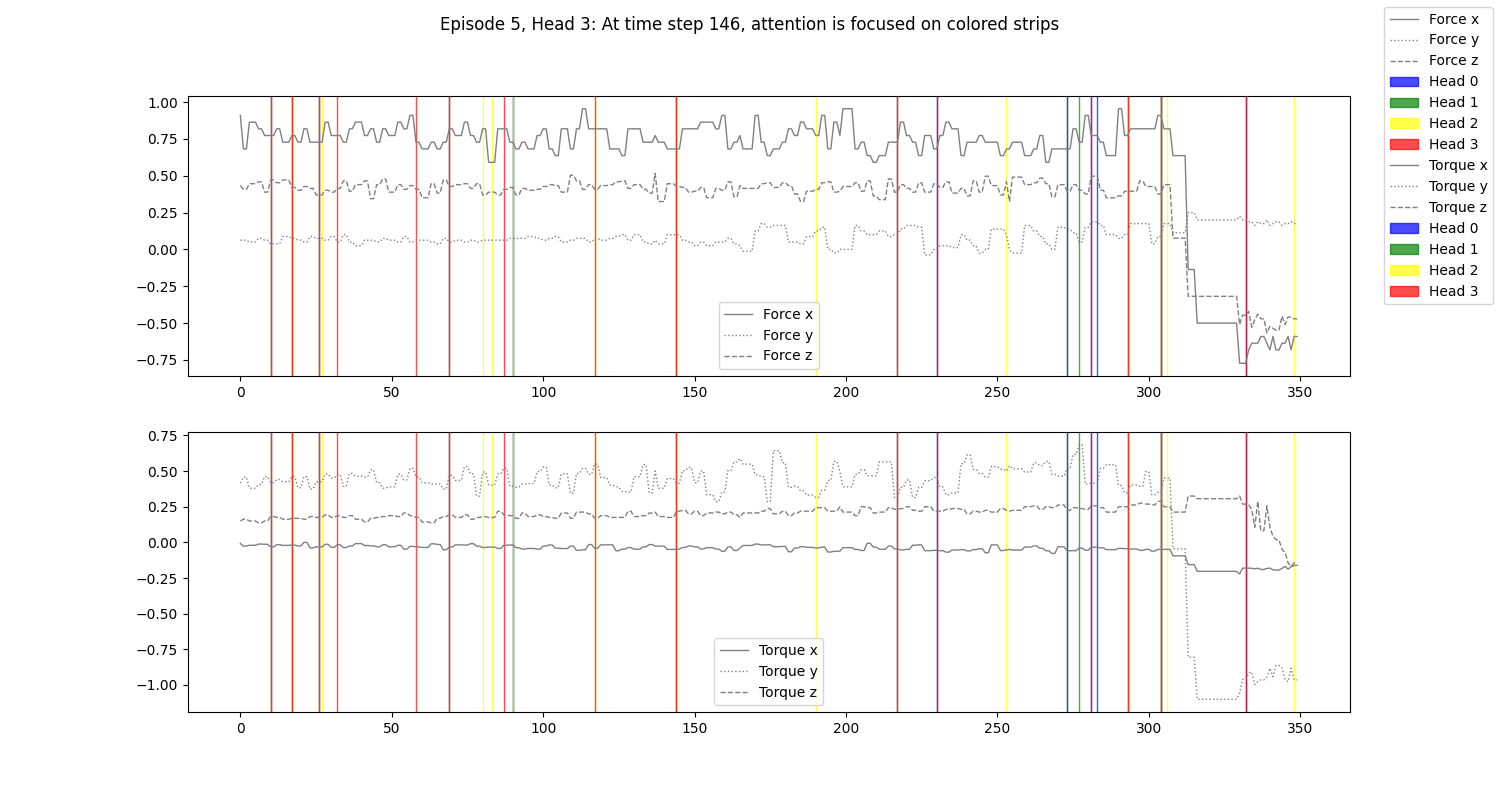 Episode 5, Head 3: At time step 146, attention is focused on colored strips
Force x
Force y
Force z
Head 0
Head 1
Head 2
Head 3
Torque x
Torque y
Torque z
Head 0
Head 1
Head 2
Head 3
1.00
0.75
0.50
0.25
0.00
−0.25
−0.50
−0.75
Force x
Force y
Force z
0 50 100 150 200 250 300 350
0.75
0.50
0.25
0.00
−0.25
−0.50
−0.75
−1.00
Torque x
Torque y
Torque z
0 50 100 150 200 250 300 350